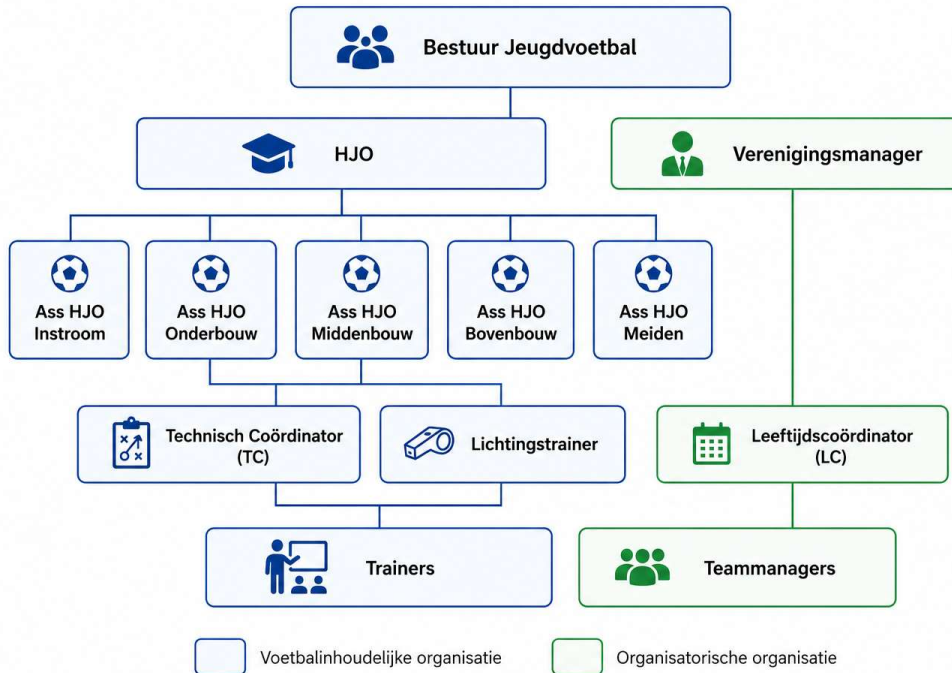 Bestuur Jeugdvoetbal
HJO
Verenigingsmanager
Ass HJO
Instroom
Ass HJO
Onderbouw
Ass HJO
Middenbouw
Ass HJO
Bovenbouw
Ass HJO
Meiden
Technisch Coördinator
(TC)
Lichtingstrainer
Leeftijdscoördinator
(LC)
Trainers
Teammanagers
Voetbalinhoudelijke organisatie
Organisatorische organisatie